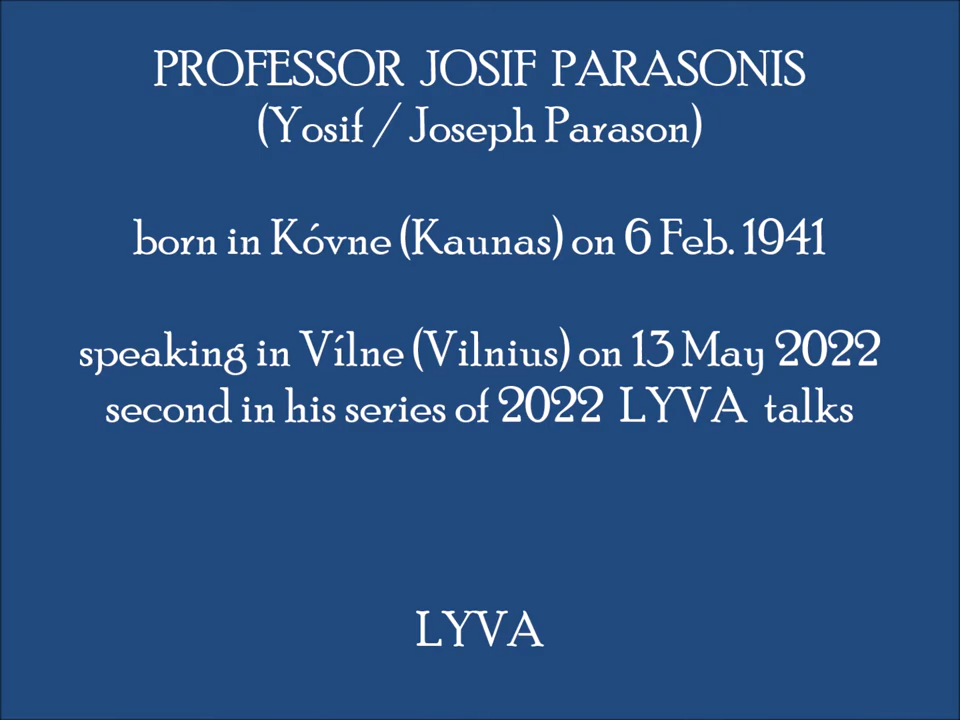 PROFESSOR JOSIF PARASONIS
(Yosif / Joseph Parason)
born in Kóvne (Kaunas) on 6 Feb. 1941
speaking in Vílne (Vilnius) on 13 May 2022
second in his series of 2022 LYVA talks
LYVA